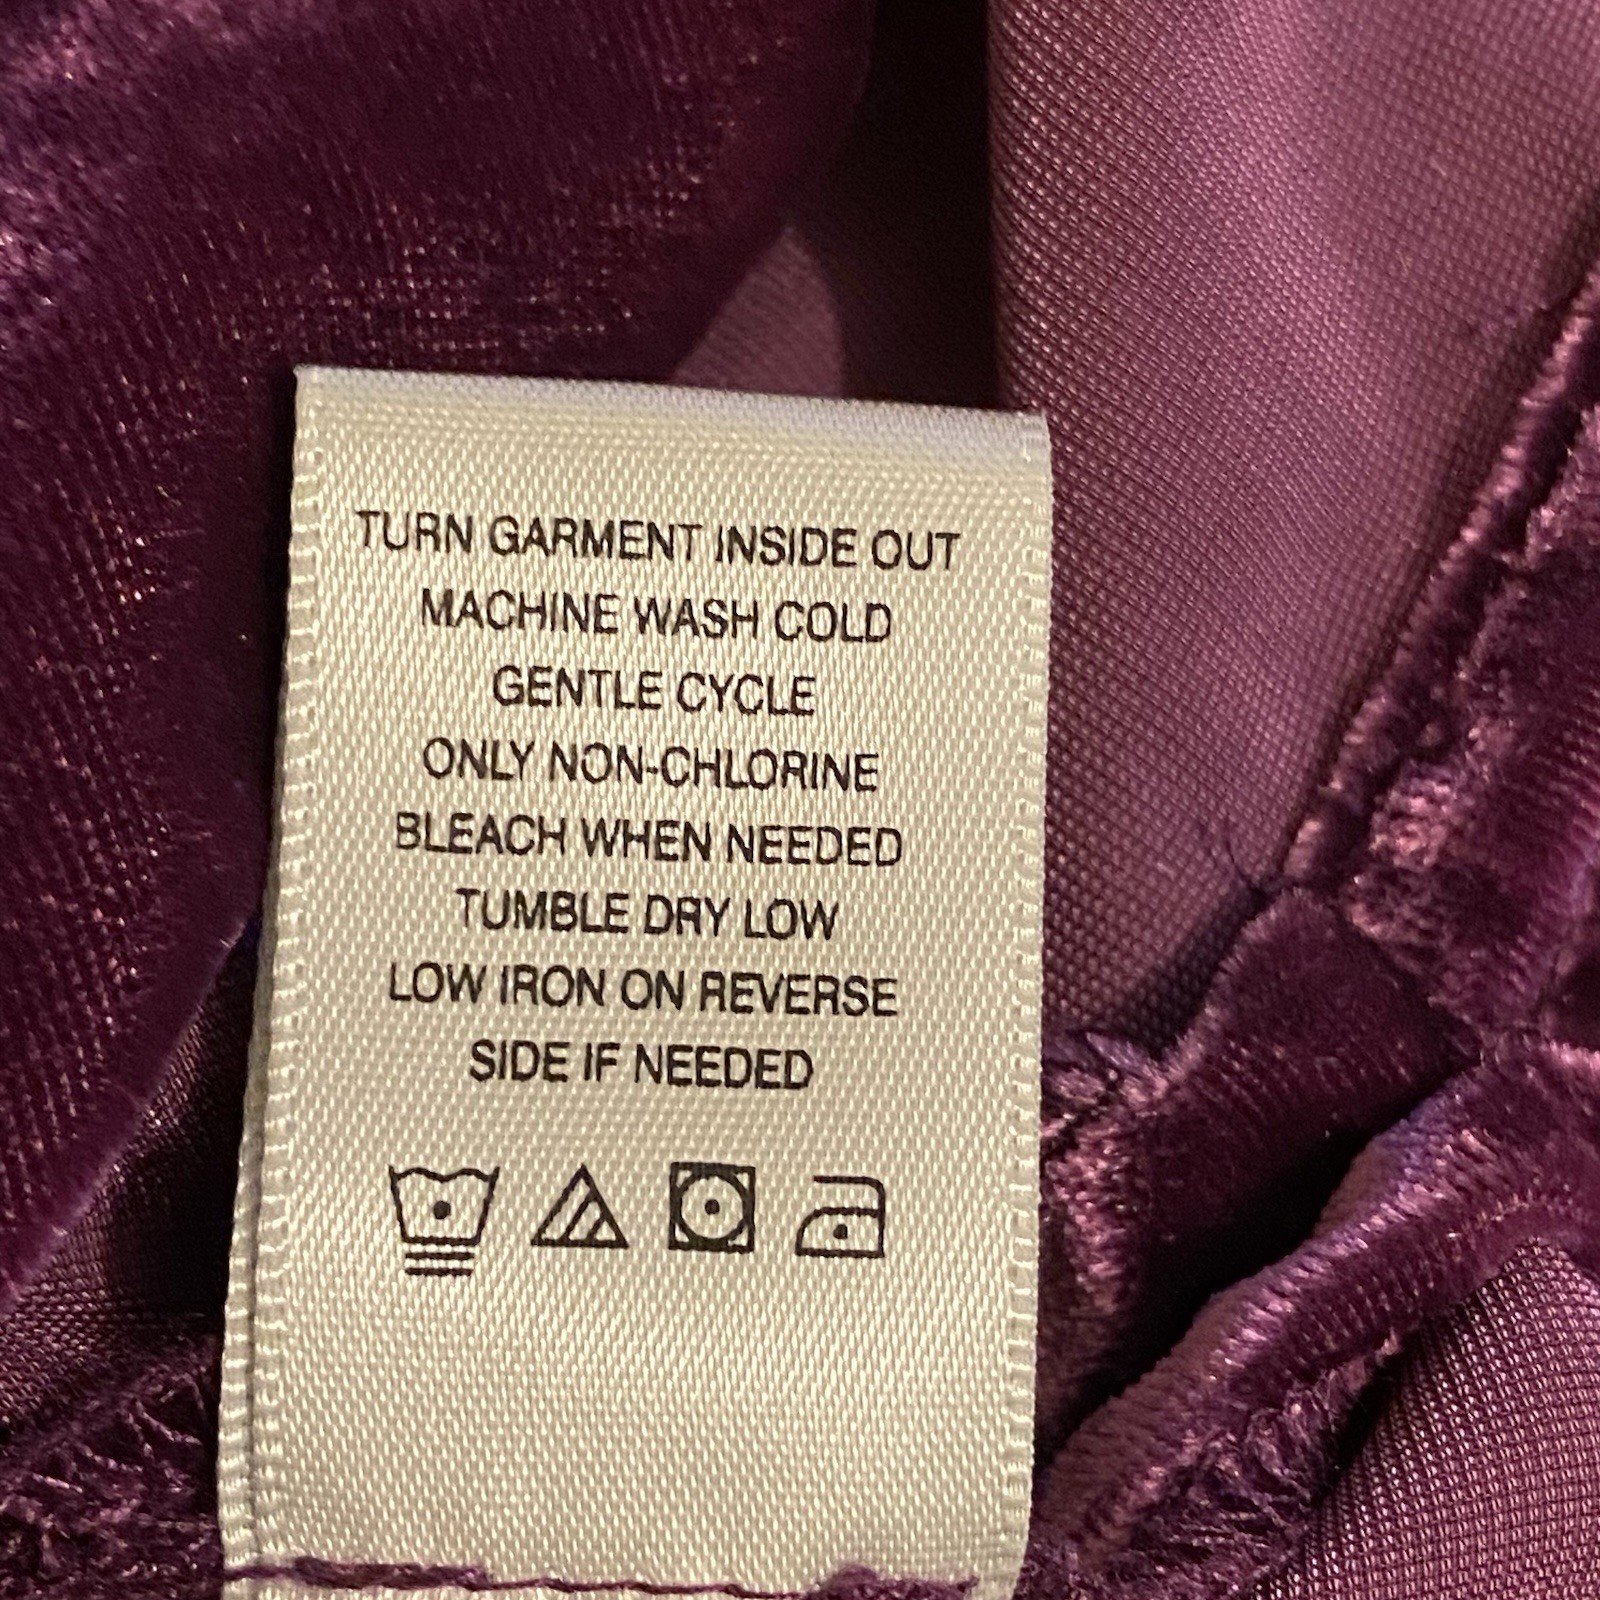 TURN GARMENT INSIDE OUT
MACHINE WASH COLD
GENTLE CYCLE
ONLY NON-CHLORINE
BLEACH WHEN NEEDED
TUMBLE DRY LOW
LOW IRON ON REVERSE
SIDE IF NEEDED